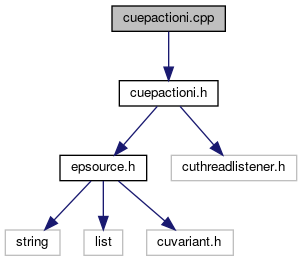 cuepactioni.cpp
cuepactioni.h
epsource.h
cuthreadlistener.h
string
list
cuvariant.h